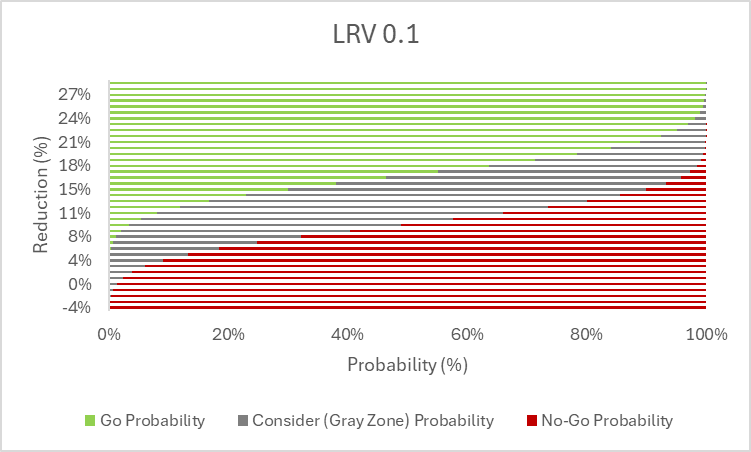 LRV 0.1
Reduction (%)
27%
24%
21%
18%
15%
11%
8%
4%
0%
-4%
0% 20% 40% 60% 80% 100%
Probability (%)
Go Probability Consider (Gray Zone) Probability No-Go Probability